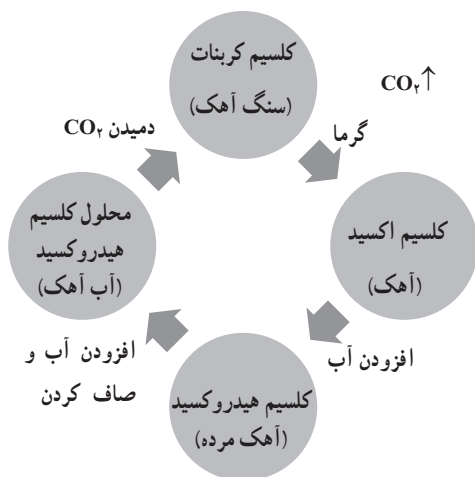 کلسیم کربنات
(سنگ آهک)
CO₂↑
گرما
کلسیم اکسید
(آهک)
افزودن آب
کلسیم هیدروکسید
(آهک مرده)
افزودن آب و
صاف کردن
محلول کلسیم
هیدروکسید
(آب آهک)
دمیدن CO₂